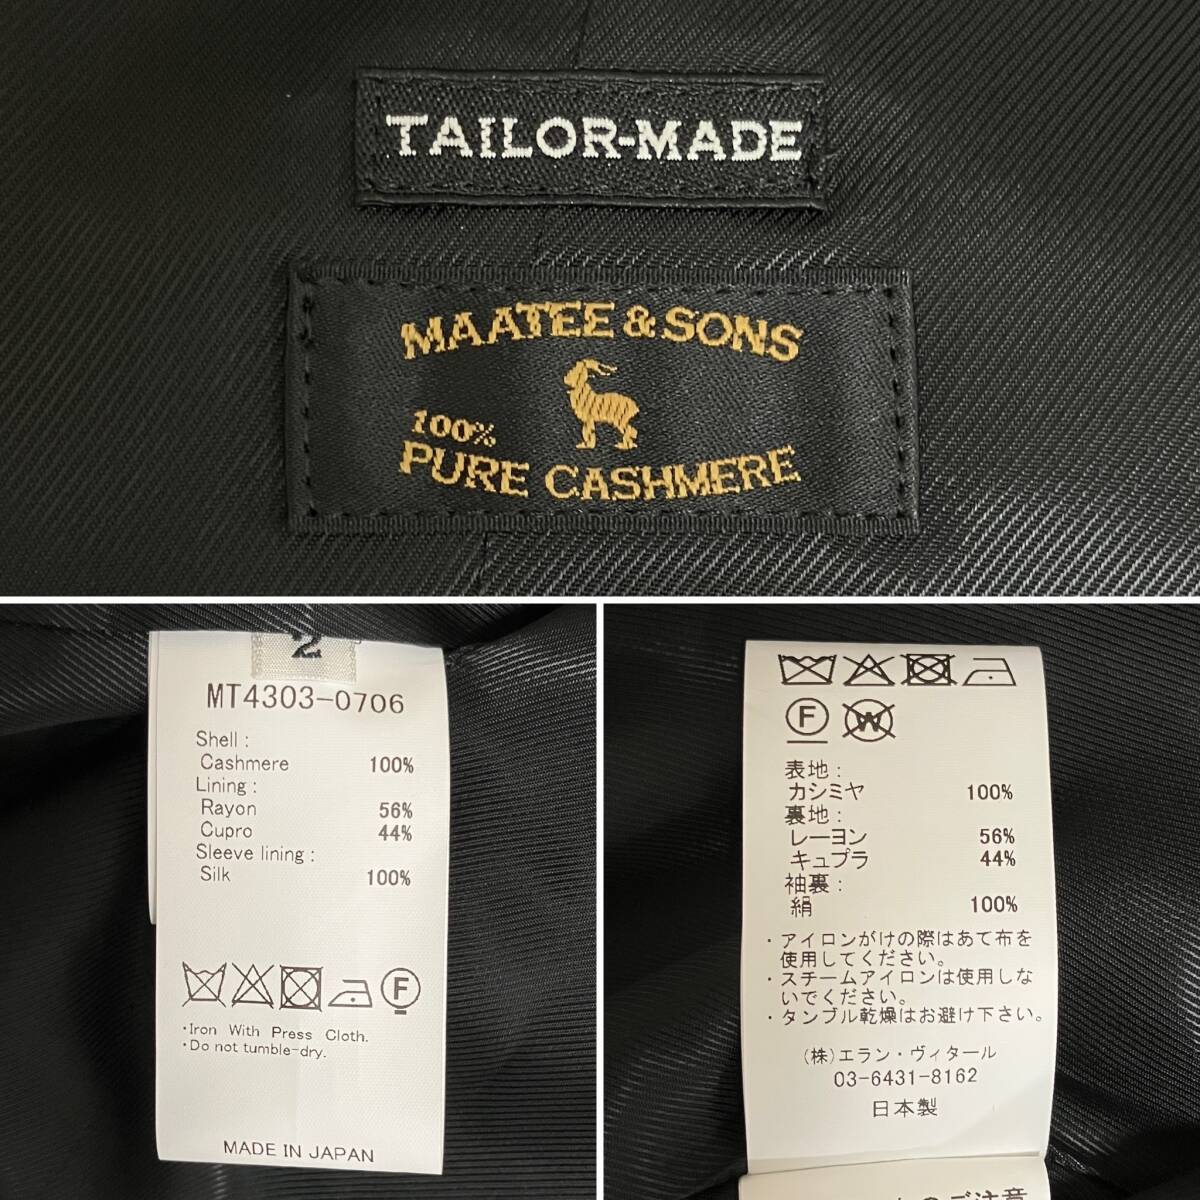 TAILOR-MADE
MAATEE & SONS
100%
PURE CASHMERE
2
MT4303-0706
Shell :
Cashmere 100%
Lining :
Rayon 56%
Cupro 44%
Sleeve lining :
Silk 100%
F
・Iron With Press Cloth.
・Do not tumble-dry.
MADE IN JAPAN
F W
表地 :
カシミヤ 100%
裏地 :
レーヨン 56%
キュプラ 44%
袖裏 :
絹 100%
・アイロンがけの際はあて布を
使用してください。
・スチームアイロンは使用しな
いでください。
・タンブル乾燥はお避け下さい。
(株)エラン・ヴィタール
03-6431-8162
日本製
のご注意